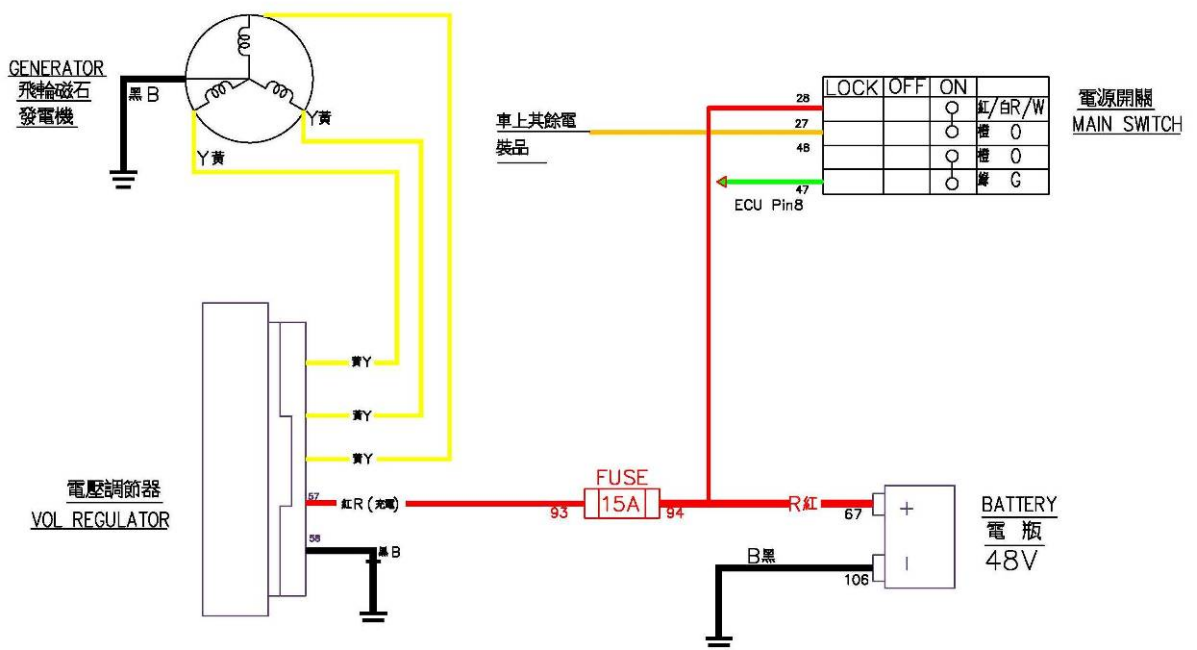 GENERATOR
飛輪磁石
發電機
黑 B
Y黃
Y黃
車上其餘電
裝品
LOCK OFF ON
28 紅/白R/W
27 橙 O
48 橙 O
47 綠 G
ECU Pin8
電源開關
MAIN SWITCH
黃Y
黃Y
黃Y
電壓調節器
VOL REGULATOR
57 紅R(充電)
58
黑B
FUSE
93 15A 94
R紅 67 +
B黑
106 -
BATTERY
電 瓶
48V